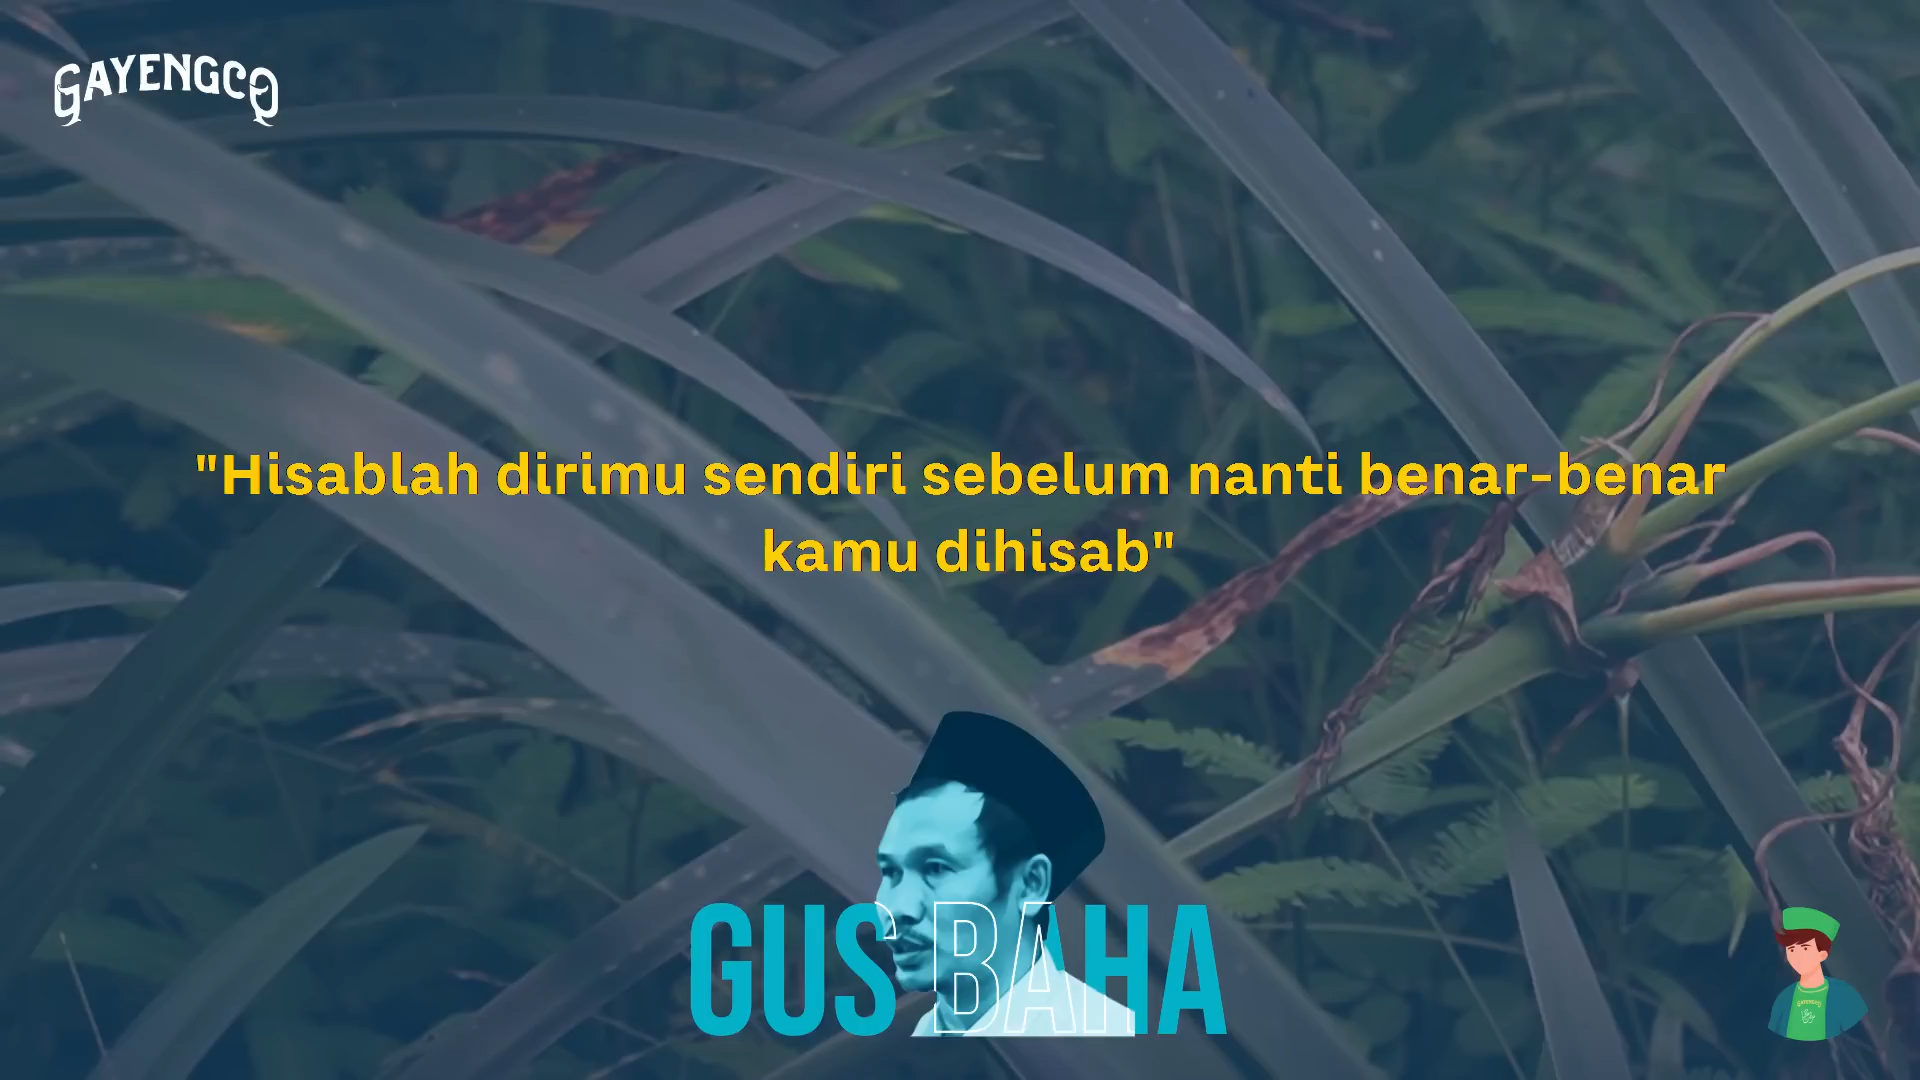 GAYENGCO
"Hisablah dirimu sendiri sebelum nanti benar-benar
kamu dihisab"
GUS BAHA